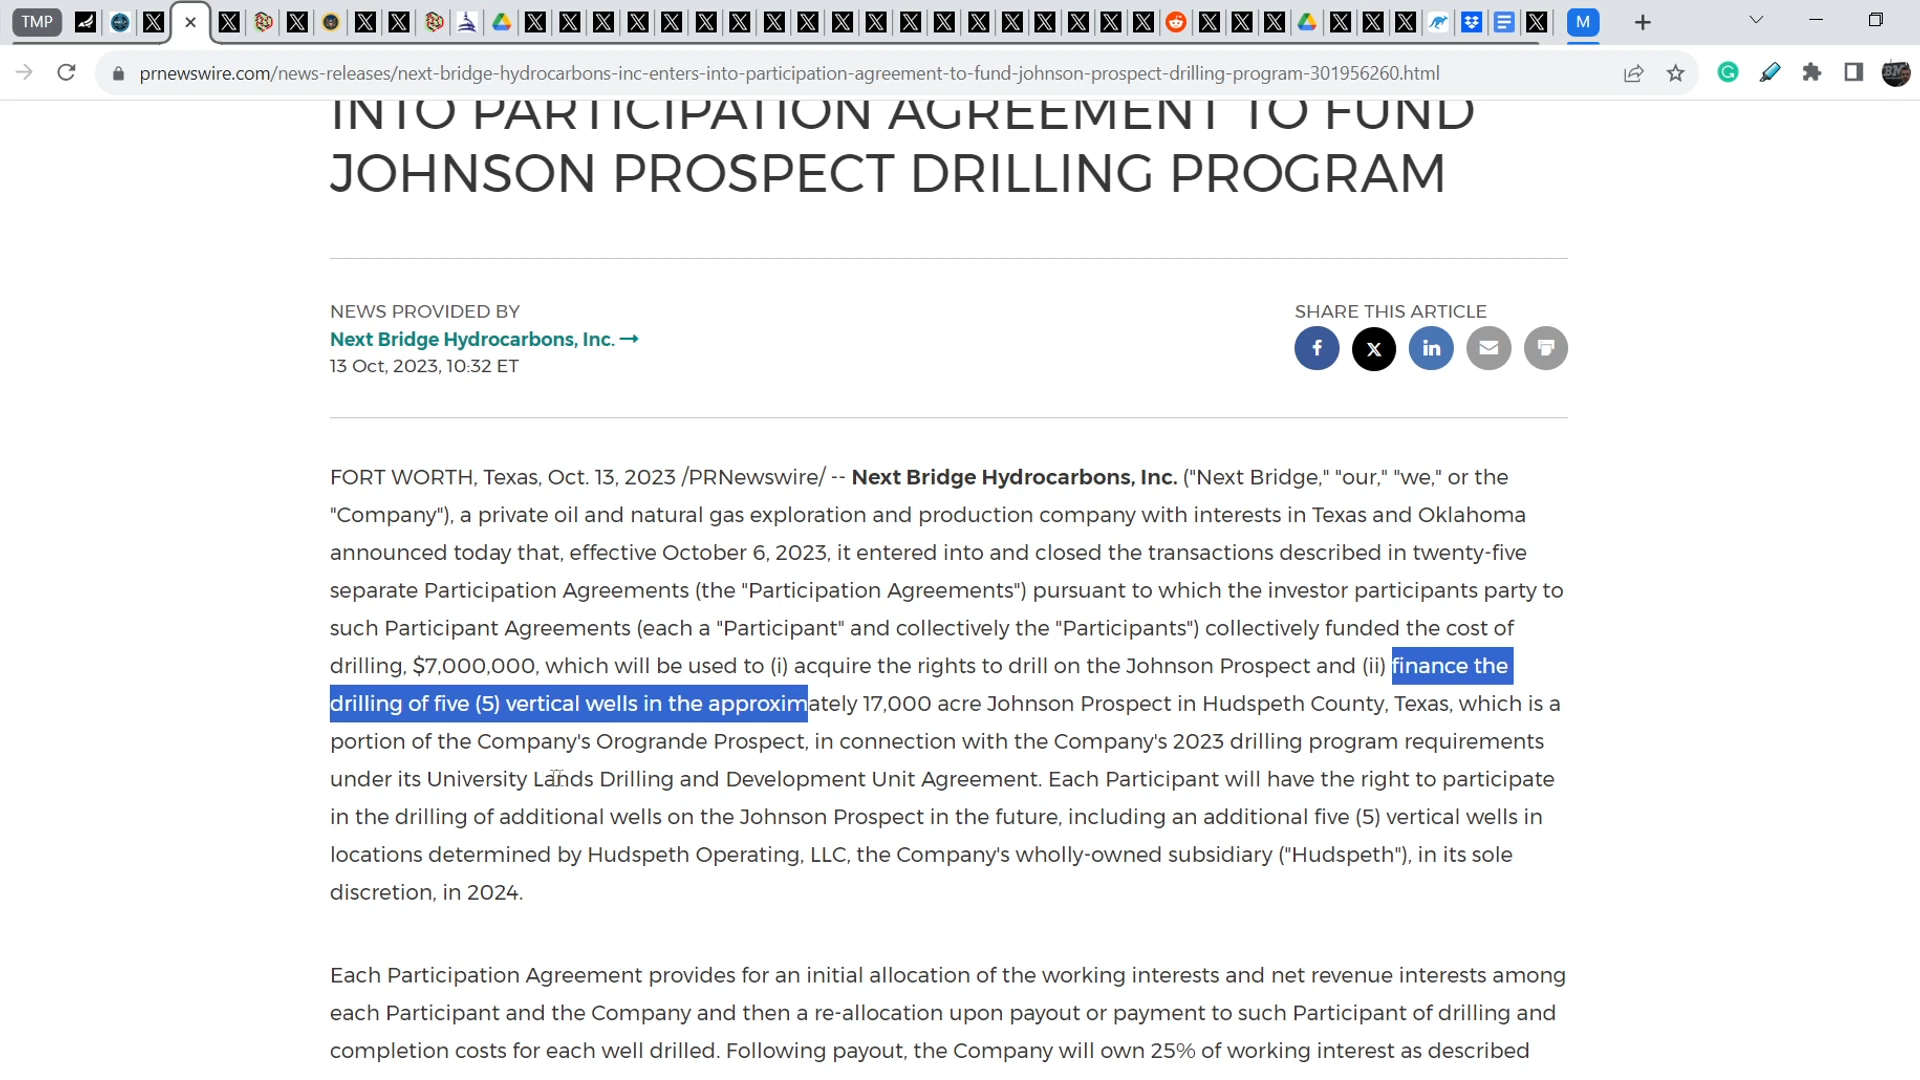 TMP
M
prnewswire.com/news-releases/next-bridge-hydrocarbons-inc-enters-into-participation-agreement-to-fund-johnson-prospect-drilling-program-301956260.html
INTO PARTICIPATION AGREEMENT TO FUND
JOHNSON PROSPECT DRILLING PROGRAM
NEWS PROVIDED BY
Next Bridge Hydrocarbons, Inc. →
13 Oct, 2023, 10:32 ET
SHARE THIS ARTICLE
FORT WORTH, Texas, Oct. 13, 2023 /PRNewswire/ -- Next Bridge Hydrocarbons, Inc. ("Next Bridge," "our," "we," or the
"Company"), a private oil and natural gas exploration and production company with interests in Texas and Oklahoma
announced today that, effective October 6, 2023, it entered into and closed the transactions described in twenty-five
separate Participation Agreements (the "Participation Agreements") pursuant to which the investor participants party to
such Participant Agreements (each a "Participant" and collectively the "Participants") collectively funded the cost of
drilling, $7,000,000, which will be used to (i) acquire the rights to drill on the Johnson Prospect and (ii) finance the
drilling of five (5) vertical wells in the approximately 17,000 acre Johnson Prospect in Hudspeth County, Texas, which is a
portion of the Company's Orogrande Prospect, in connection with the Company's 2023 drilling program requirements
under its University Lands Drilling and Development Unit Agreement. Each Participant will have the right to participate
in the drilling of additional wells on the Johnson Prospect in the future, including an additional five (5) vertical wells in
locations determined by Hudspeth Operating, LLC, the Company's wholly-owned subsidiary ("Hudspeth"), in its sole
discretion, in 2024.
Each Participation Agreement provides for an initial allocation of the working interests and net revenue interests among
each Participant and the Company and then a re-allocation upon payout or payment to such Participant of drilling and
completion costs for each well drilled. Following payout, the Company will own 25% of working interest as described